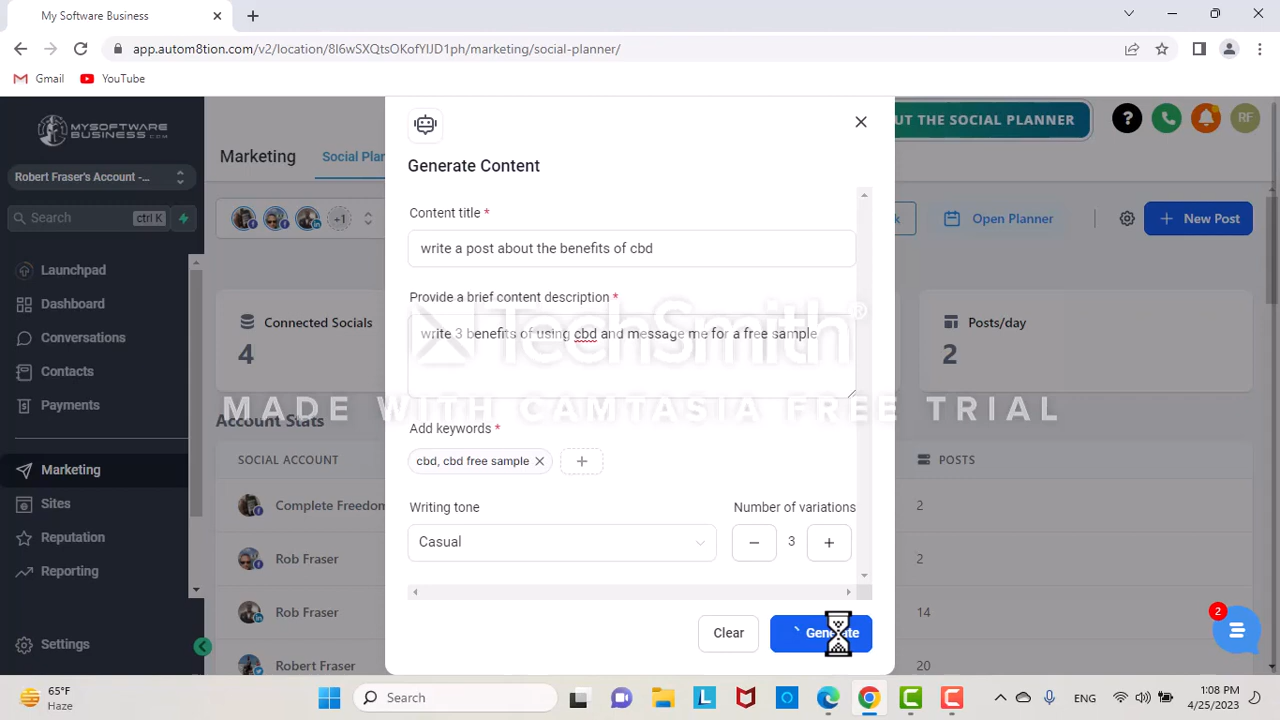 My Software Business
app.autom8tion.com/v2/location/8I6wSXQtsOKofYIJD1ph/marketing/social-planner/
Gmail
YouTube
MYSOFTWARE
BUSINESS.COM
Marketing
Social Plan
UT THE SOCIAL PLANNER
?
RF
Robert Fraser's Account -...
Search
ctrl K
+1
k
Open Planner
New Post
Launchpad
Dashboard
Conversations
Contacts
Payments
Marketing
Sites
Reporting
Settings
Connected Socials
4
Posts/day
2
Account Stats
SOCIAL ACCOUNT
POSTS
Complete Freedom
2
Rob Fraser
2
Rob Fraser
14
Robert Fraser
20
Generate Content
Content title *
write a post about the benefits of cbd
Provide a brief content description *
write 3 benefits of using cbd and message me for a free sample
Add keywords *
cbd, cbd free sample
Writing tone
Number of variations
Casual
3
Clear
Generate
TechSmith®
MADE WITH CAMTASIA FREE TRIAL
2
65°F
Haze
Search
ENG
1:08 PM
4/25/2023